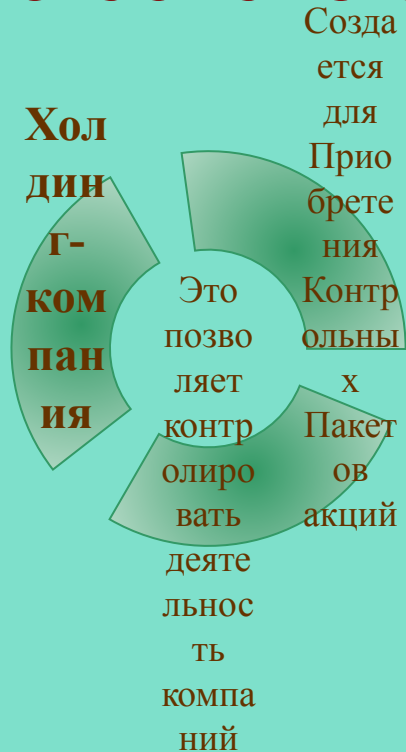 Хол
дин
г-
ком
пан
ия
Созда
ется
для
Прио
брете
ния
Контр
ольны
х
Пакет
ов
акций
Это
позво
ляет
контр
олиро
вать
деяте
льнос
ть
компа
ний